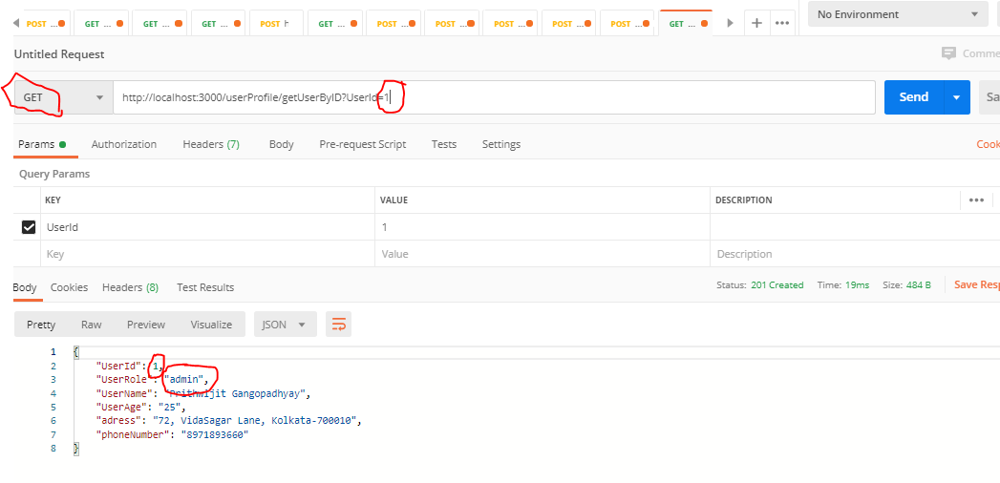 POST ... GET ... GET ... GET ... POST h GET ... POST ... POST ... POST ... POST ... POST ... GET ... + ••• No Environment
Untitled Request Comme
GET http://localhost:3000/userProfile/getUserByID?UserId=1 Send Sa
Params Authorization Headers (7) Body Pre-request Script Tests Settings Cook
Query Params
KEY VALUE DESCRIPTION •••
UserId 1
Key Value Description
Body Cookies Headers (8) Test Results Status: 201 Created Time: 19ms Size: 484 B Save Resp
Pretty Raw Preview Visualize JSON
1 {
2 "UserId": 1,
3 "UserRole": "admin",
4 "UserName": "Prithwijit Gangopadhyay",
5 "UserAge": "25",
6 "adress": "72, VidaSagar Lane, Kolkata-700010",
7 "phoneNumber": "8971893660"
8 }